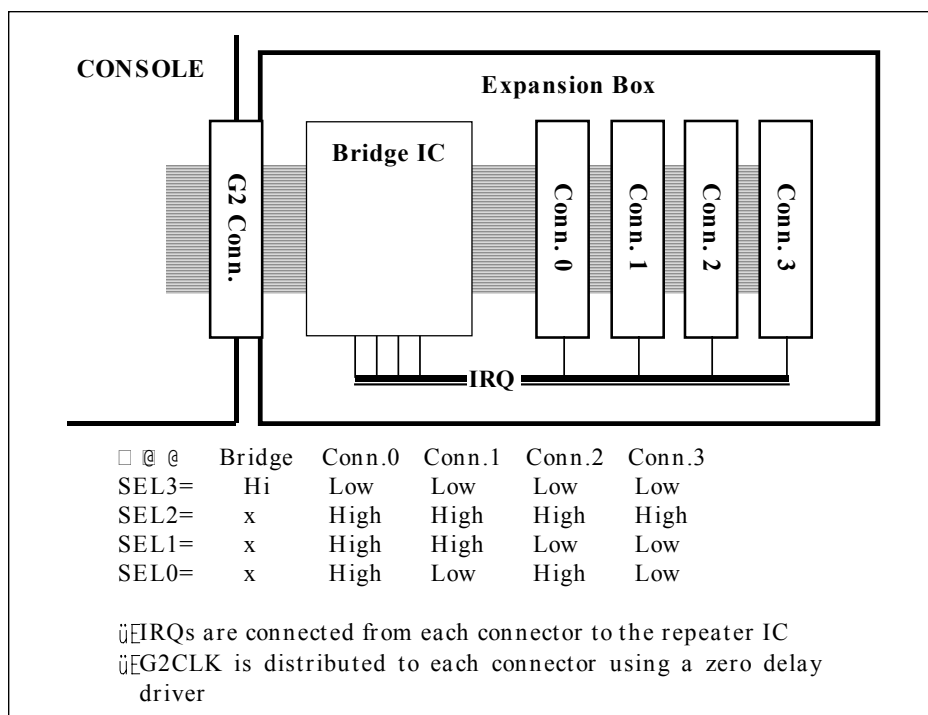 CONSOLE
Expansion Box
Bridge IC
G2 Conn.
Conn. 0
Conn. 1
Conn. 2
Conn. 3
IRQ
□ @ @ Bridge Conn.0 Conn.1 Conn.2 Conn.3
SEL3= Hi Low Low Low Low
SEL2= x High High High High
SEL1= x High High Low Low
SEL0= x High Low High Low
üEIRQs are connected from each connector to the repeater IC
üEG2CLK is distributed to each connector using a zero delay
driver